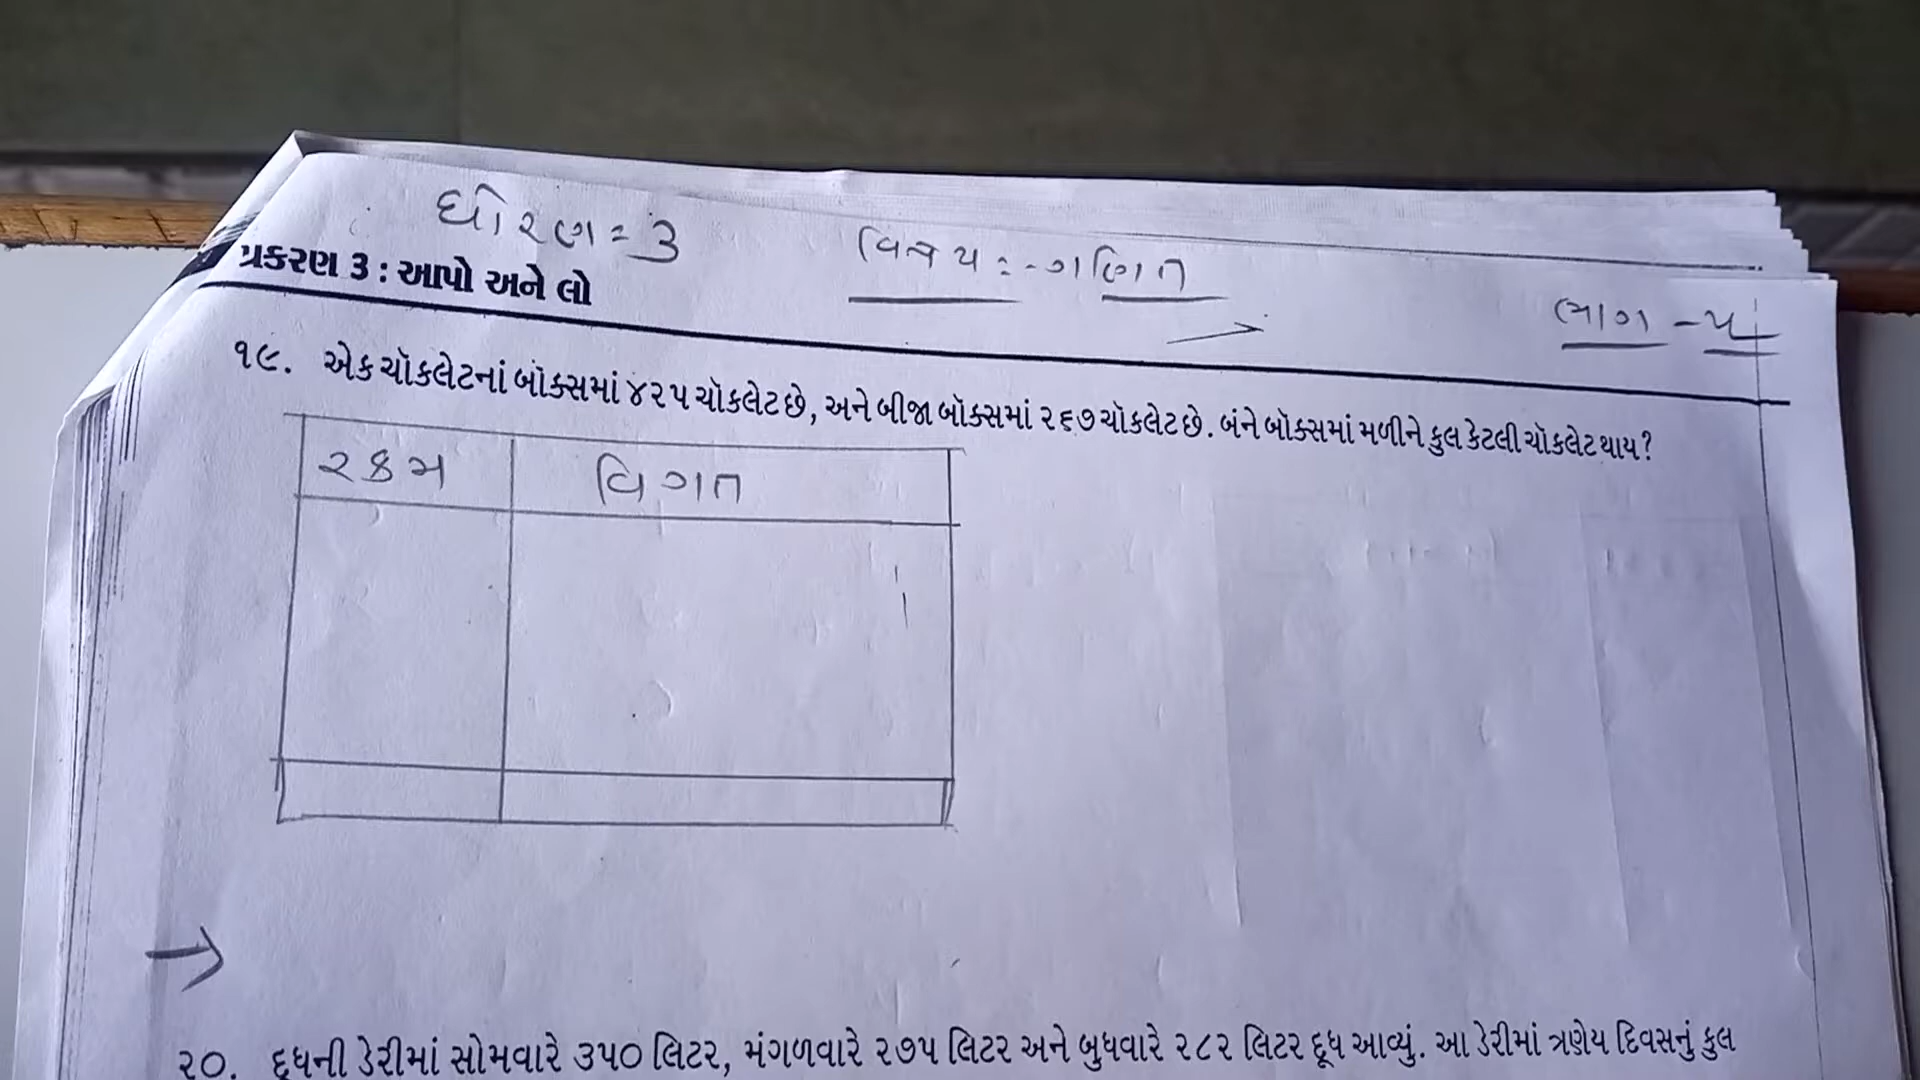 ધોરણ = 3
વિષય :- ગણિત
પ્રકરણ 3 : આપો અને લો
ભાગ - ૫
૧૯. એક ચૉકલેટનાં બૉક્સમાં ૪૨૫ ચૉકલેટ છે, અને બીજા બૉક્સમાં ૨૬૭ ચૉકલેટ છે. બંને બૉક્સમાં મળીને કુલ કેટલી ચૉકલેટ થાય?
રકમ વિગત
૨૦. દૂધની ડેરીમાં સોમવારે ૩૫૦ લિટર, મંગળવારે ૨૭૫ લિટર અને બુધવારે ૨૮૨ લિટર દૂધ આવ્યું. આ ડેરીમાં ત્રણેય દિવસનું કુલ